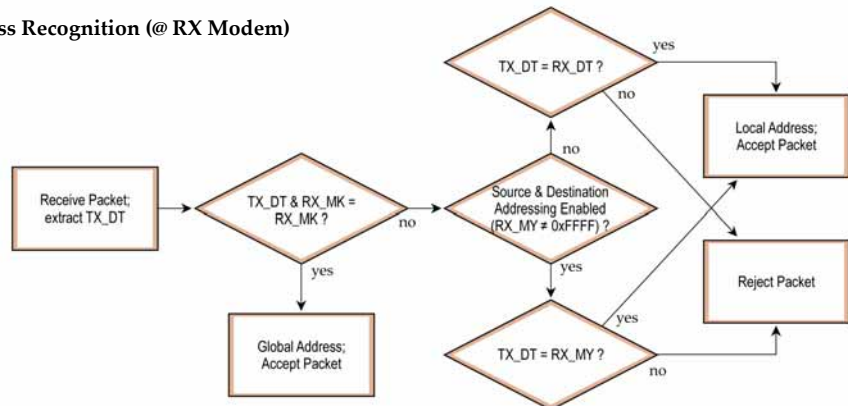 ss Recognition (@ RX Modem)
Receive Packet;
extract TX_DT
TX_DT & RX_MK =
RX_MK ?
no
yes
Global Address;
Accept Packet
Source & Destination
Addressing Enabled
(RX_MY ≠ 0xFFFF) ?
no
yes
TX_DT = RX_DT ?
yes
no
TX_DT = RX_MY ?
yes
no
Local Address;
Accept Packet
Reject Packet